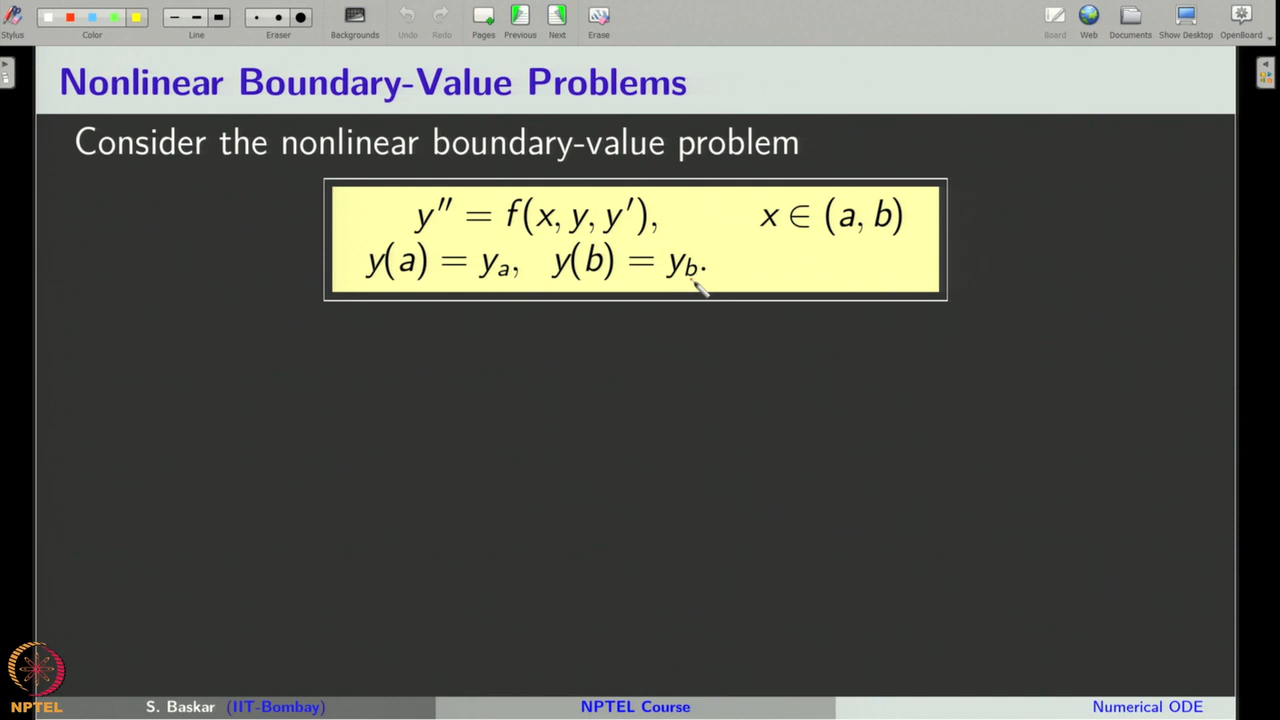 Stylus
Color
Line
Eraser
Backgrounds
Undo
Redo
Pages
Previous
Next
Erase
Board
Web
Documents
Show Desktop
OpenBoard
Nonlinear Boundary-Value Problems
Consider the nonlinear boundary-value problem
y″ = f(x, y, y′), x ∈ (a, b)
y(a) = yₐ, y(b) = y_b.
NPTEL
S. Baskar (IIT-Bombay)
NPTEL Course
Numerical ODE